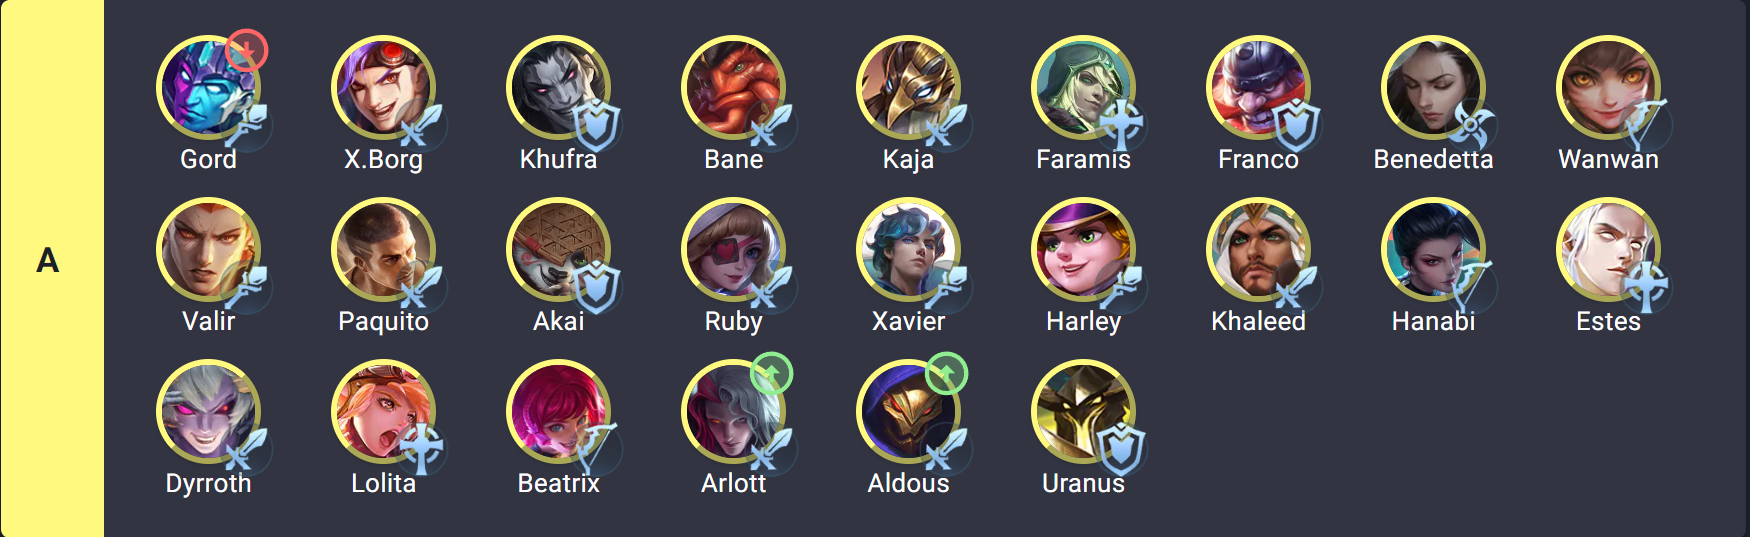 A
Gord X.Borg Khufra Bane Kaja Faramis Franco Benedetta Wanwan
Valir Paquito Akai Ruby Xavier Harley Khaleed Hanabi Estes
Dyrroth Lolita Beatrix Arlott Aldous Uranus